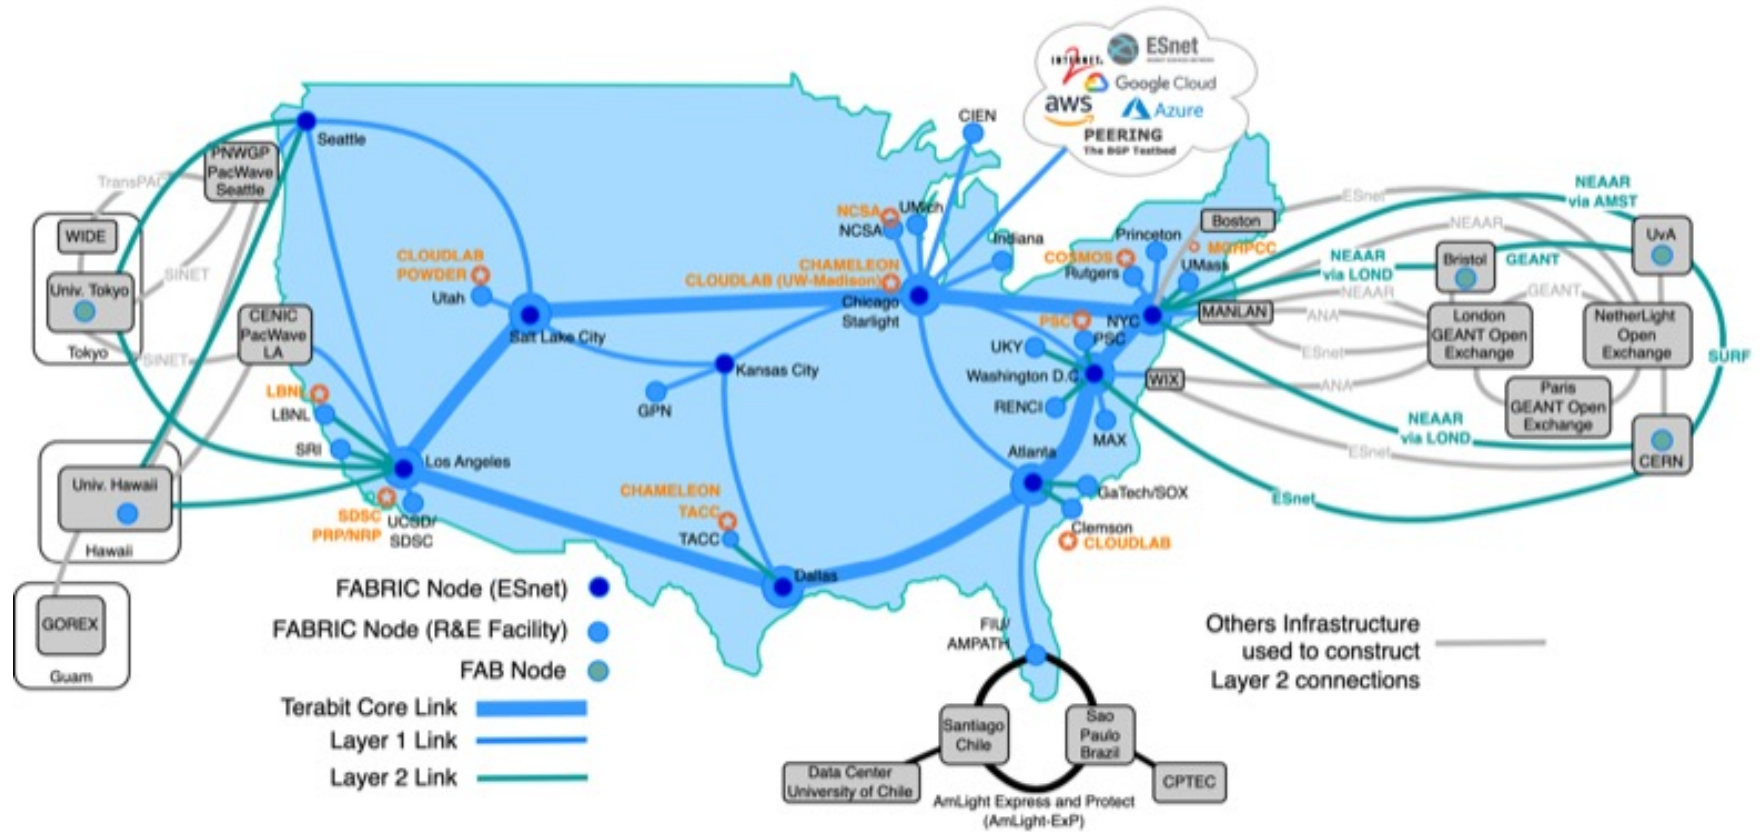 INTERNET
2
ESnet
Google Cloud
aws
Azure
PEERING
The BGP Testbed
CIEN
Seattle
PNWGP
PacWave
Seattle
TransPAC
WIDE
SINET
Univ. Tokyo
Tokyo
SINET
CENIC
PacWave
LA
CLOUDLAB
POWDER
Utah
Salt Lake City
NCSA
NCSA
UMich
Indiana
CHAMELEON
CLOUDLAB (UW-Madison)
Chicago
Starlight
COSMOS
Rutgers
Princeton
Boston
MGHPCC
UMass
MANLAN
NYC
PSC
PSC
UKY
Washington D.C
WIX
RENCI
MAX
Kansas City
GPN
LBNL
LBNL
SRI
Los Angeles
SDSC
PRP/NRP
UCSD/
SDSC
CHAMELEON
TACC
TACC
Dallas
Atlanta
GaTech/SOX
Clemson
CLOUDLAB
FIU/
AMPATH
Univ. Hawaii
Hawaii
GOREX
Guam
ESnet
NEAAR
via AMST
NEAAR
NEAAR
via LOND
NEAAR
ANA
ESnet
ANA
ESnet
NEAAR
via LOND
ESnet
Bristol
GEANT
UvA
GEANT
London
GEANT Open
Exchange
NetherLight
Open
Exchange
Paris
GEANT Open
Exchange
SURF
CERN
FABRIC Node (ESnet)
FABRIC Node (R&E Facility)
FAB Node
Terabit Core Link
Layer 1 Link
Layer 2 Link
Others Infrastructure
used to construct
Layer 2 connections
Santiago
Chile
Sao
Paulo
Brazil
Data Center
University of Chile
CPTEC
AmLight Express and Protect
(AmLight-ExP)